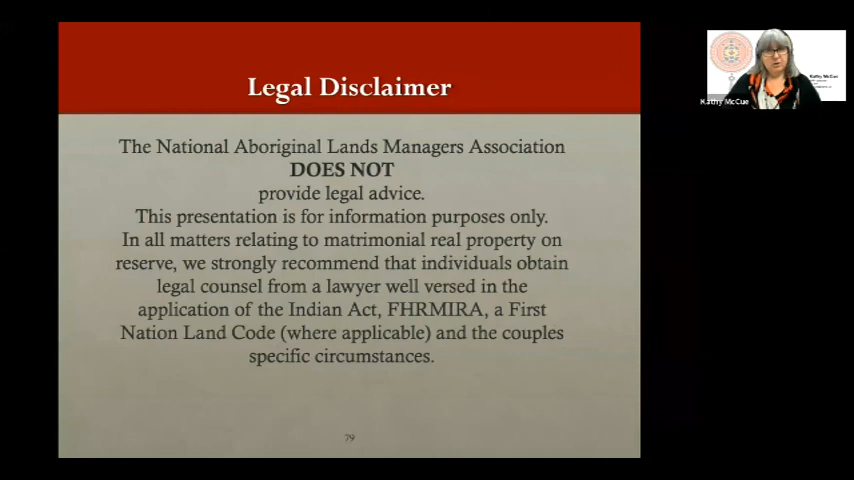 Legal Disclaimer
The National Aboriginal Lands Managers Association
DOES NOT
provide legal advice.
This presentation is for information purposes only.
In all matters relating to matrimonial real property on
reserve, we strongly recommend that individuals obtain
legal counsel from a lawyer well versed in the
application of the Indian Act, FHRMIRA, a First
Nation Land Code (where applicable) and the couples
specific circumstances.
79
Kathy McCue
Kathy McCue